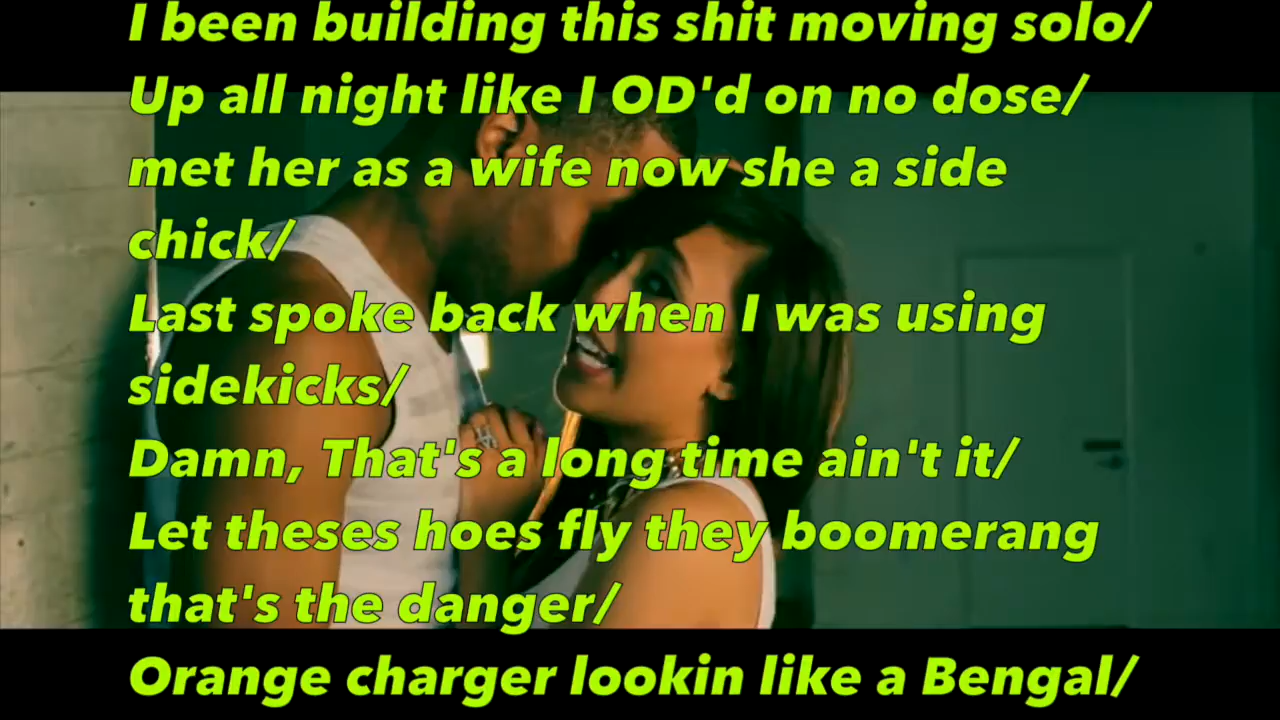 I been building this shit moving solo/
Up all night like I OD'd on no dose/
met her as a wife now she a side
chick/
Last spoke back when I was using
sidekicks/
Damn, That's a long time ain't it/
Let theses hoes fly they boomerang
that's the danger/
Orange charger lookin like a Bengal/